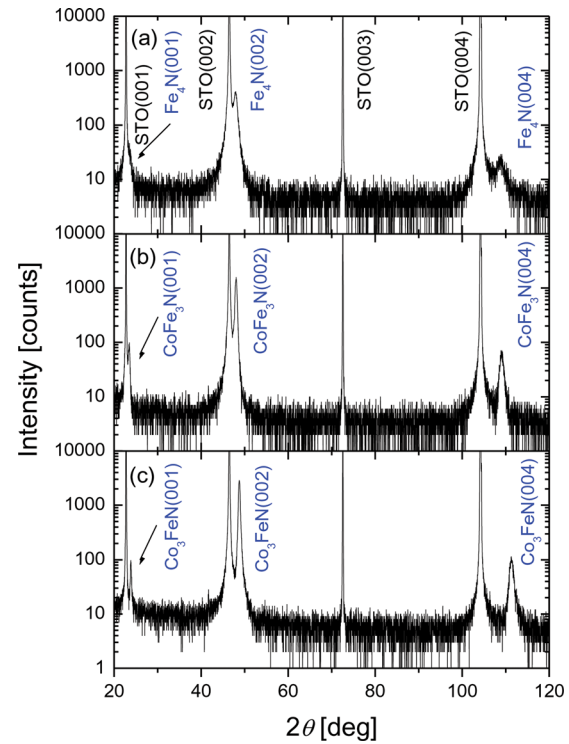 (a)
STO(001)
Fe₄N(001)
STO(002)
Fe₄N(002)
STO(003)
STO(004)
Fe₄N(004)
10000
1000
100
10
(b)
CoFe₃N(001)
CoFe₃N(002)
CoFe₃N(004)
10000
1000
100
10
(c)
Co₃FeN(001)
Co₃FeN(002)
Co₃FeN(004)
10000
1000
100
10
1
20 40 60 80 100 120
Intensity [counts]
2θ [deg]